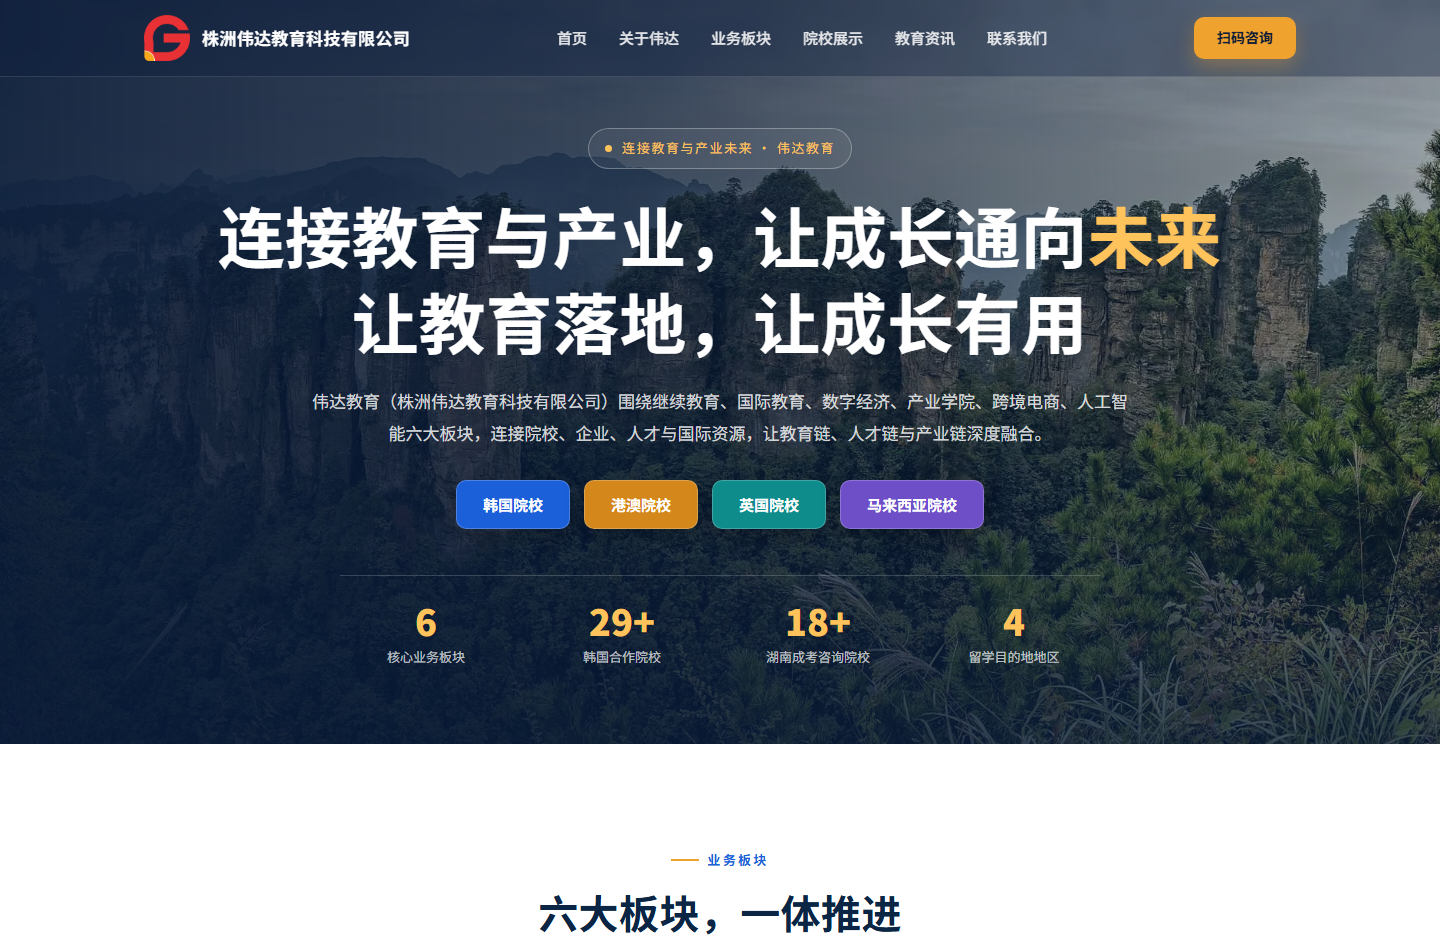 株洲伟达教育科技有限公司
首页 关于伟达 业务板块 院校展示 教育资讯 联系我们
扫码咨询
连接教育与产业未来 · 伟达教育
连接教育与产业，让成长通向未来
让教育落地，让成长有用
伟达教育（株洲伟达教育科技有限公司）围绕继续教育、国际教育、数字经济、产业学院、跨境电商、人工智
能六大板块，连接院校、企业、人才与国际资源，让教育链、人才链与产业链深度融合。
韩国院校 港澳院校 英国院校 马来西亚院校
6 29+ 18+ 4
核心业务板块 韩国合作院校 湖南成考咨询院校 留学目的地地区
业务板块
六大板块，一体推进